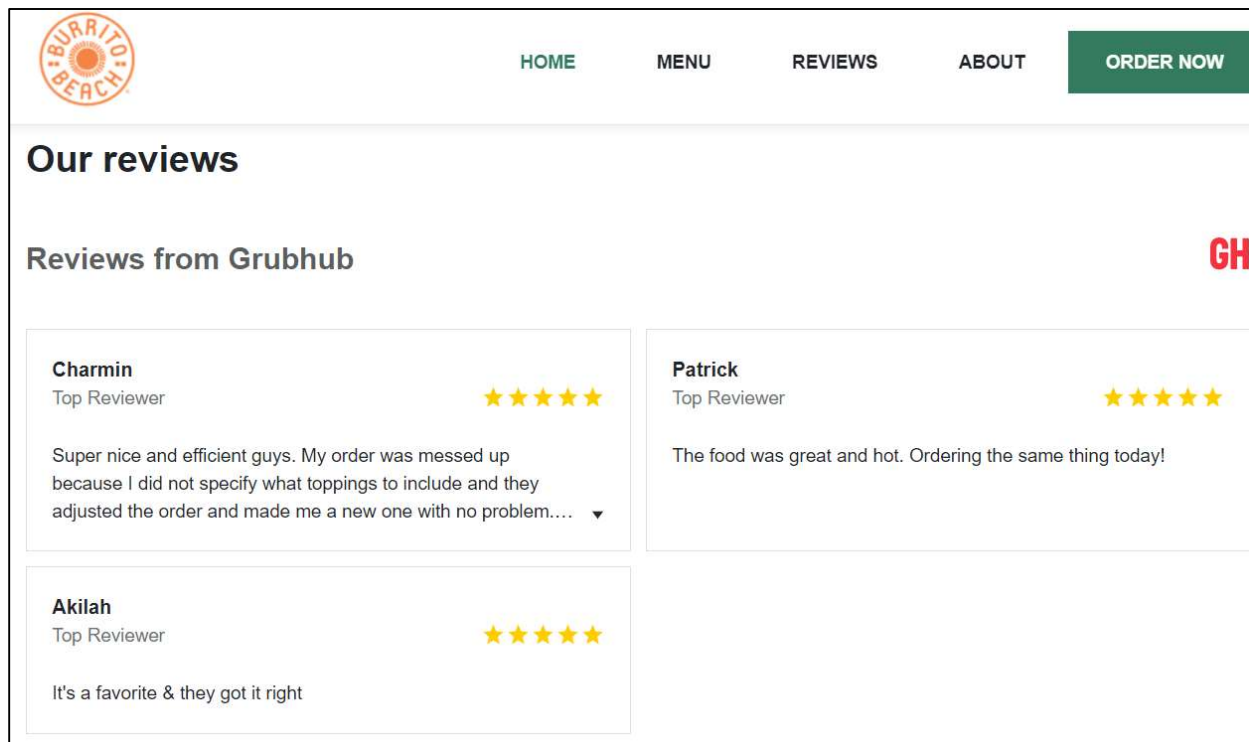 BURRITO BEACH
HOME MENU REVIEWS ABOUT ORDER NOW
Our reviews
Reviews from Grubhub
GH
Charmin
Top Reviewer
Super nice and efficient guys. My order was messed up
because I did not specify what toppings to include and they
adjusted the order and made me a new one with no problem....
Patrick
Top Reviewer
The food was great and hot. Ordering the same thing today!
Akilah
Top Reviewer
It's a favorite & they got it right